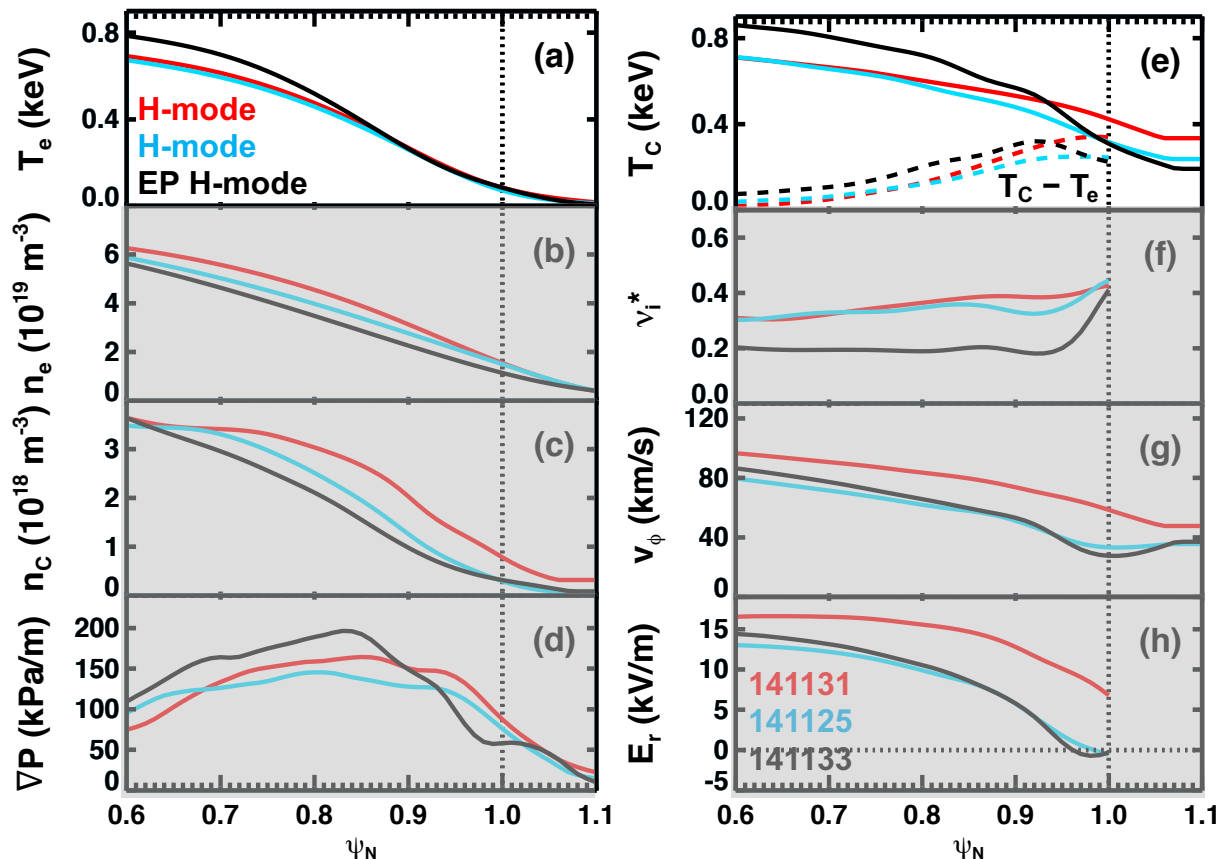 (a)
T_e (keV)
0.8
0.4
0.0
H-mode
H-mode
EP H-mode
(b)
n_e (10^19 m^-3)
6
4
2
0
(c)
n_C (10^18 m^-3)
3
2
1
0
(d)
∇P (kPa/m)
200
150
100
50
0
0.6 0.7 0.8 0.9 1.0 1.1
ψ_N
(e)
T_C (keV)
0.8
0.4
0.0
T_C − T_e
(f)
ν_i*
0.6
0.4
0.2
0.0
(g)
v_ϕ (km/s)
120
80
40
0
(h)
E_r (kV/m)
15
10
5
0
-5
141131
141125
141133
0.6 0.7 0.8 0.9 1.0 1.1
ψ_N